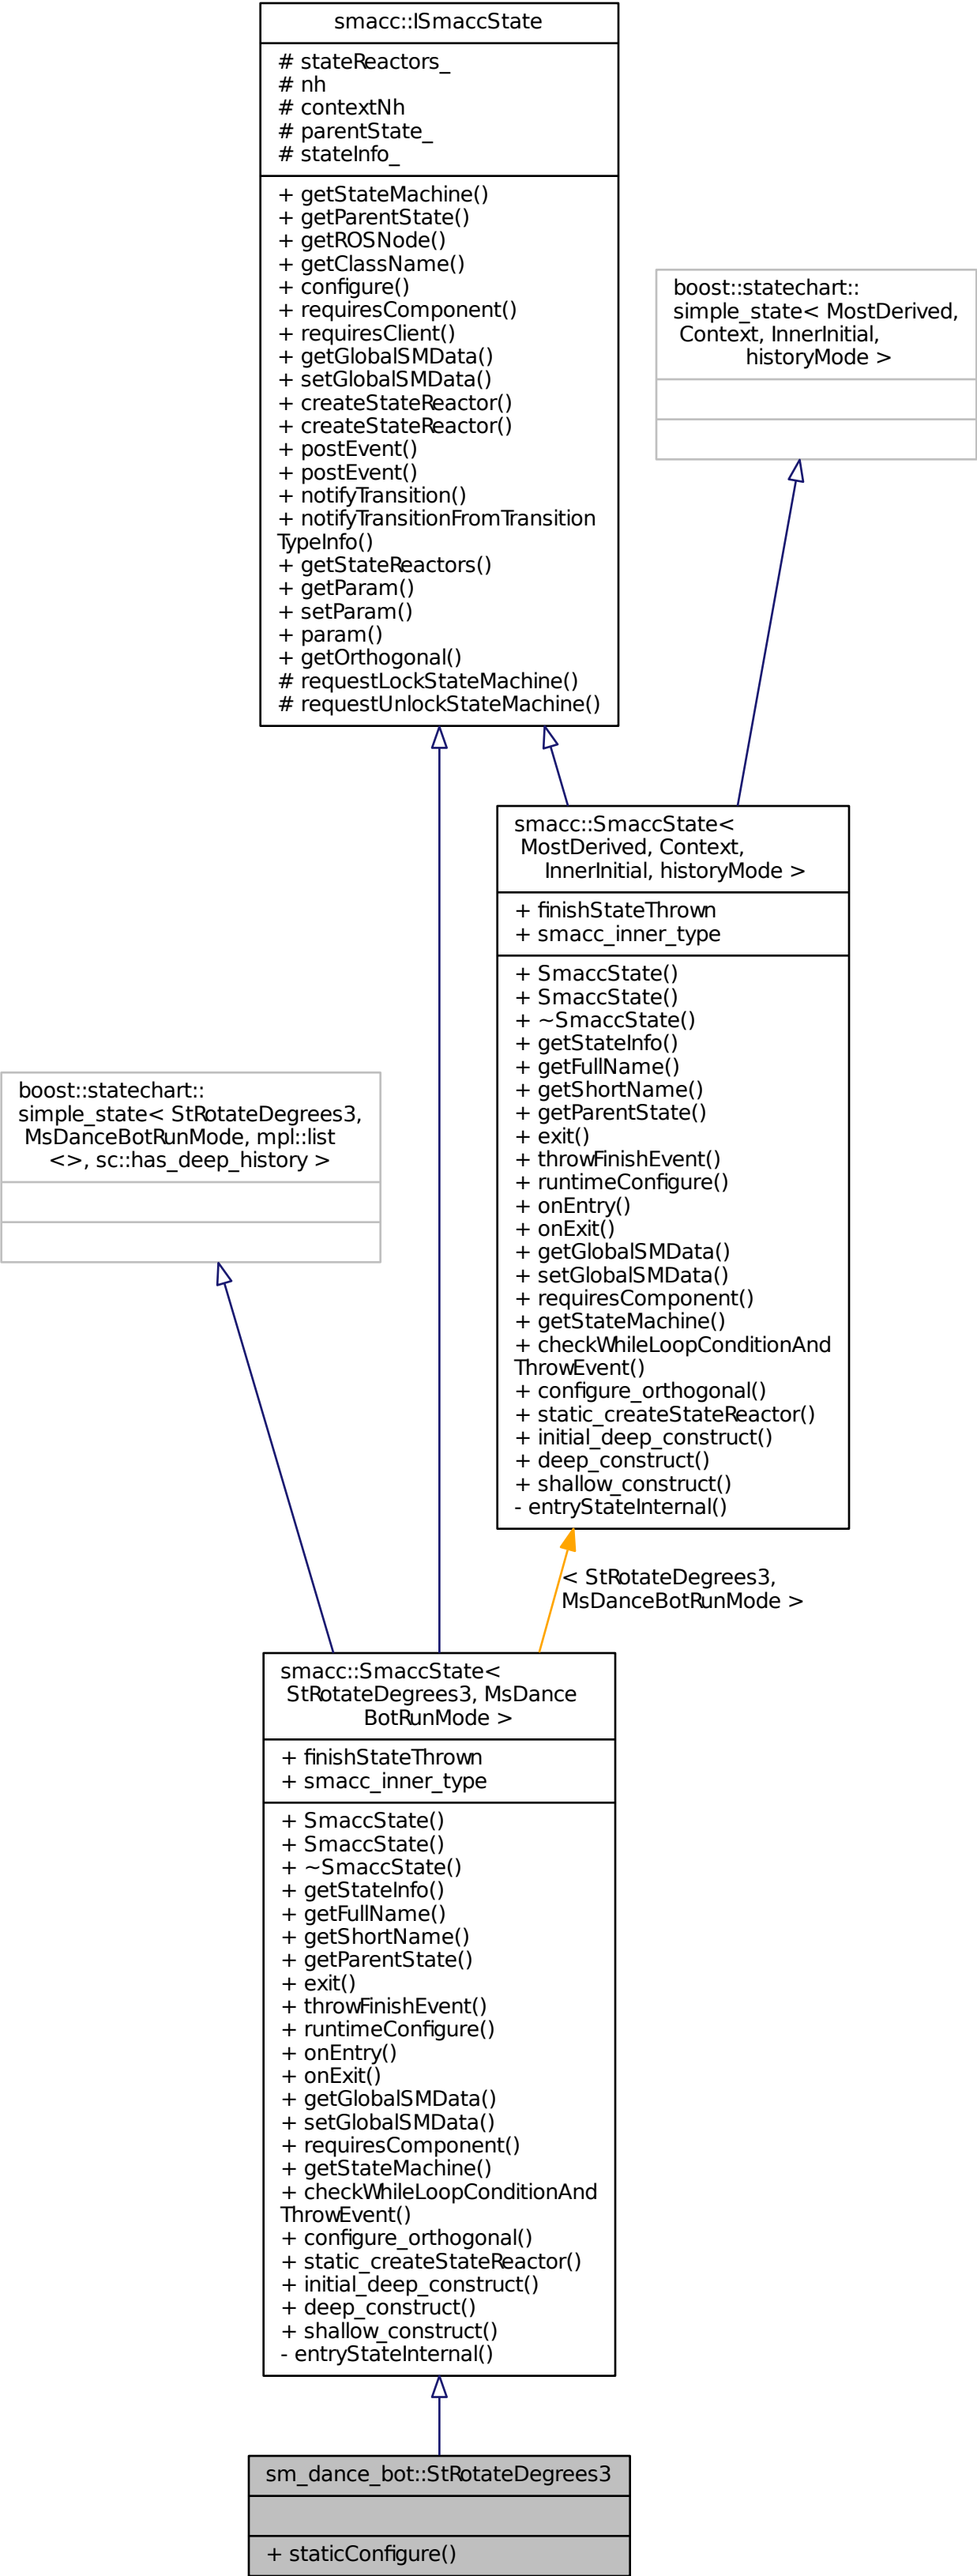 smacc::ISmaccState
# stateReactors_
# nh
# contextNh
# parentState_
# stateInfo_
+ getStateMachine()
+ getParentState()
+ getROSNode()
+ getClassName()
+ configure()
+ requiresComponent()
+ requiresClient()
+ getGlobalSMData()
+ setGlobalSMData()
+ createStateReactor()
+ createStateReactor()
+ postEvent()
+ postEvent()
+ notifyTransition()
+ notifyTransitionFromTransition
TypeInfo()
+ getStateReactors()
+ getParam()
+ setParam()
+ param()
+ getOrthogonal()
# requestLockStateMachine()
# requestUnlockStateMachine()
boost::statechart::
simple_state< MostDerived,
Context, InnerInitial,
historyMode >
smacc::SmaccState<
MostDerived, Context,
InnerInitial, historyMode >
+ finishStateThrown
+ smacc_inner_type
+ SmaccState()
+ SmaccState()
+ ~SmaccState()
+ getStateInfo()
+ getFullName()
+ getShortName()
+ getParentState()
+ exit()
+ throwFinishEvent()
+ runtimeConfigure()
+ onEntry()
+ onExit()
+ getGlobalSMData()
+ setGlobalSMData()
+ requiresComponent()
+ getStateMachine()
+ checkWhileLoopConditionAnd
ThrowEvent()
+ configure_orthogonal()
+ static_createStateReactor()
+ initial_deep_construct()
+ deep_construct()
+ shallow_construct()
- entryStateInternal()
boost::statechart::
simple_state< StRotateDegrees3,
MsDanceBotRunMode, mpl::list
<>, sc::has_deep_history >
< StRotateDegrees3,
MsDanceBotRunMode >
smacc::SmaccState<
StRotateDegrees3, MsDance
BotRunMode >
+ finishStateThrown
+ smacc_inner_type
+ SmaccState()
+ SmaccState()
+ ~SmaccState()
+ getStateInfo()
+ getFullName()
+ getShortName()
+ getParentState()
+ exit()
+ throwFinishEvent()
+ runtimeConfigure()
+ onEntry()
+ onExit()
+ getGlobalSMData()
+ setGlobalSMData()
+ requiresComponent()
+ getStateMachine()
+ checkWhileLoopConditionAnd
ThrowEvent()
+ configure_orthogonal()
+ static_createStateReactor()
+ initial_deep_construct()
+ deep_construct()
+ shallow_construct()
- entryStateInternal()
sm_dance_bot::StRotateDegrees3
+ staticConfigure()